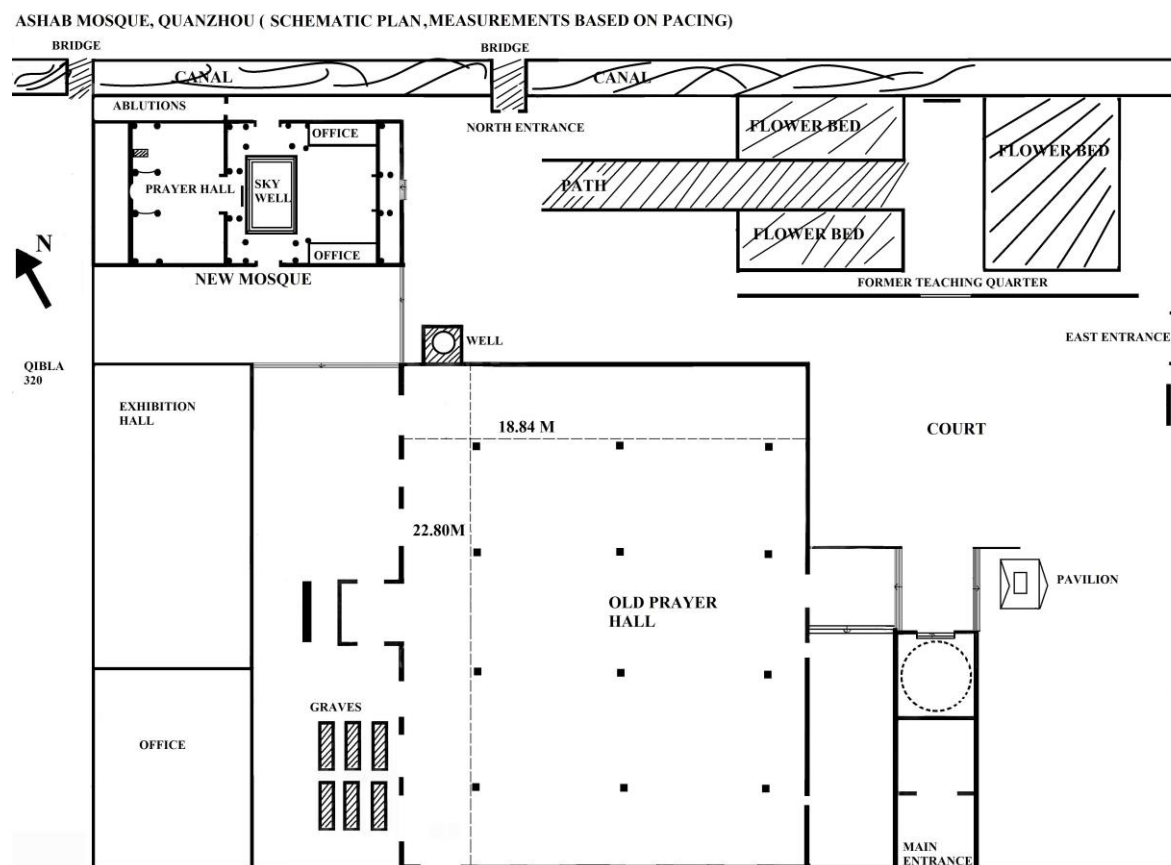 ASHAB MOSQUE, QUANZHOU ( SCHEMATIC PLAN, MEASUREMENTS BASED ON PACING)
BRIDGE
BRIDGE
CANAL
CANAL
ABLUTIONS
OFFICE
NORTH ENTRANCE
FLOWER BED
FLOWER BED
PRAYER HALL
SKY
WELL
PATH
FLOWER BED
N
OFFICE
NEW MOSQUE
FORMER TEACHING QUARTER
WELL
EAST ENTRANCE
QIBLA
320
EXHIBITION
HALL
18.84 M
COURT
22.80M
PAVILION
OLD PRAYER
HALL
GRAVES
OFFICE
MAIN
ENTRANCE